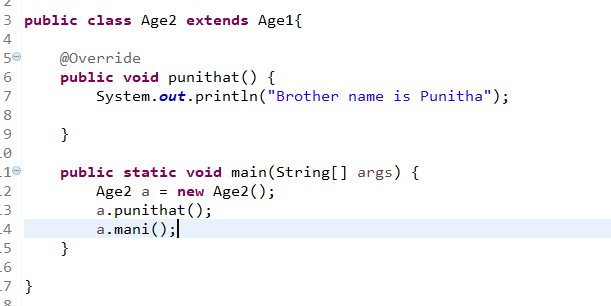 2
3 public class Age2 extends Age1{
4
5 @Override
6 public void punithat() {
7 System.out.println("Brother name is Punitha");
8
9 }
.0
.1 public static void main(String[] args) {
.2 Age2 a = new Age2();
.3 a.punithat();
.4 a.mani();
.5 }
.6
.7 }
.8